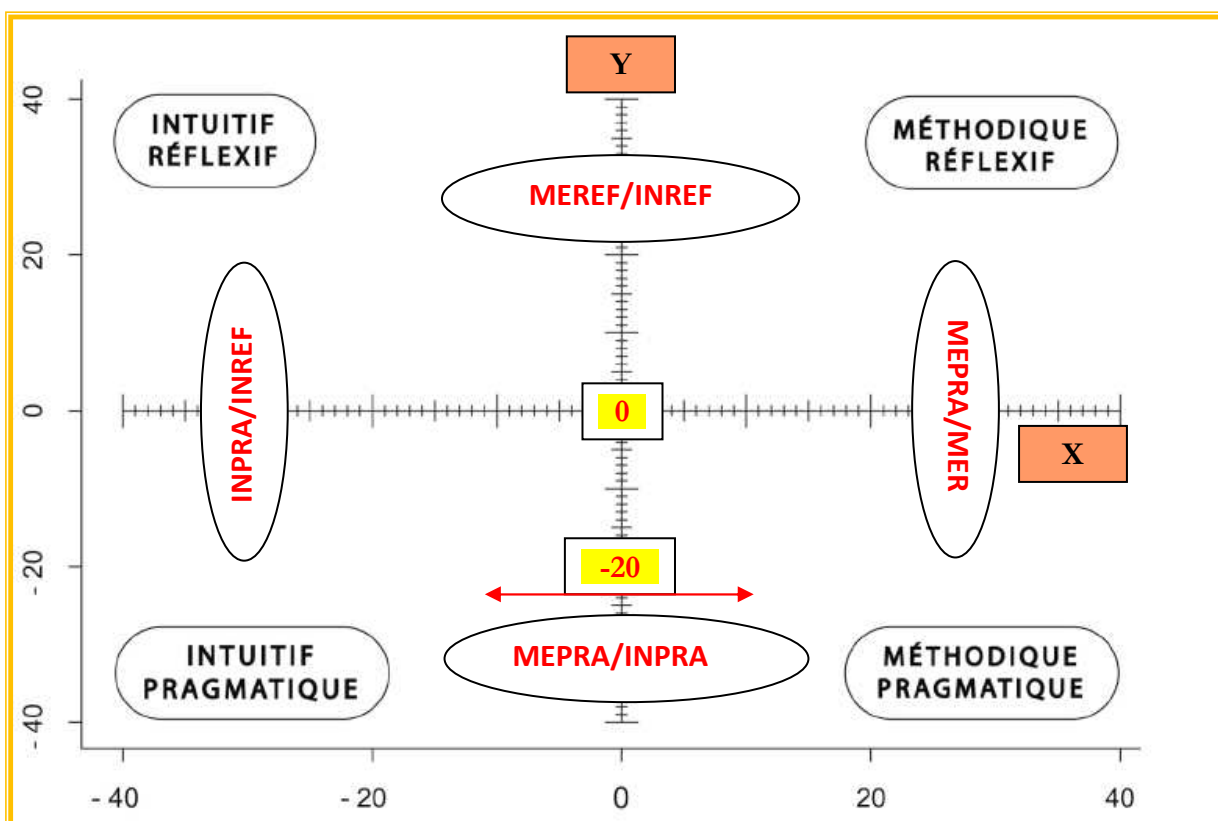 Y
40
INTUITIF
RÉFLEXIF
MÉTHODIQUE
RÉFLEXIF
MEREF/INREF
20
INPRA/INREF
MEPRA/MER
0
0
X
-20
- 20
MEPRA/INPRA
INTUITIF
PRAGMATIQUE
MÉTHODIQUE
PRAGMATIQUE
- 40
- 40
- 20
0
20
40